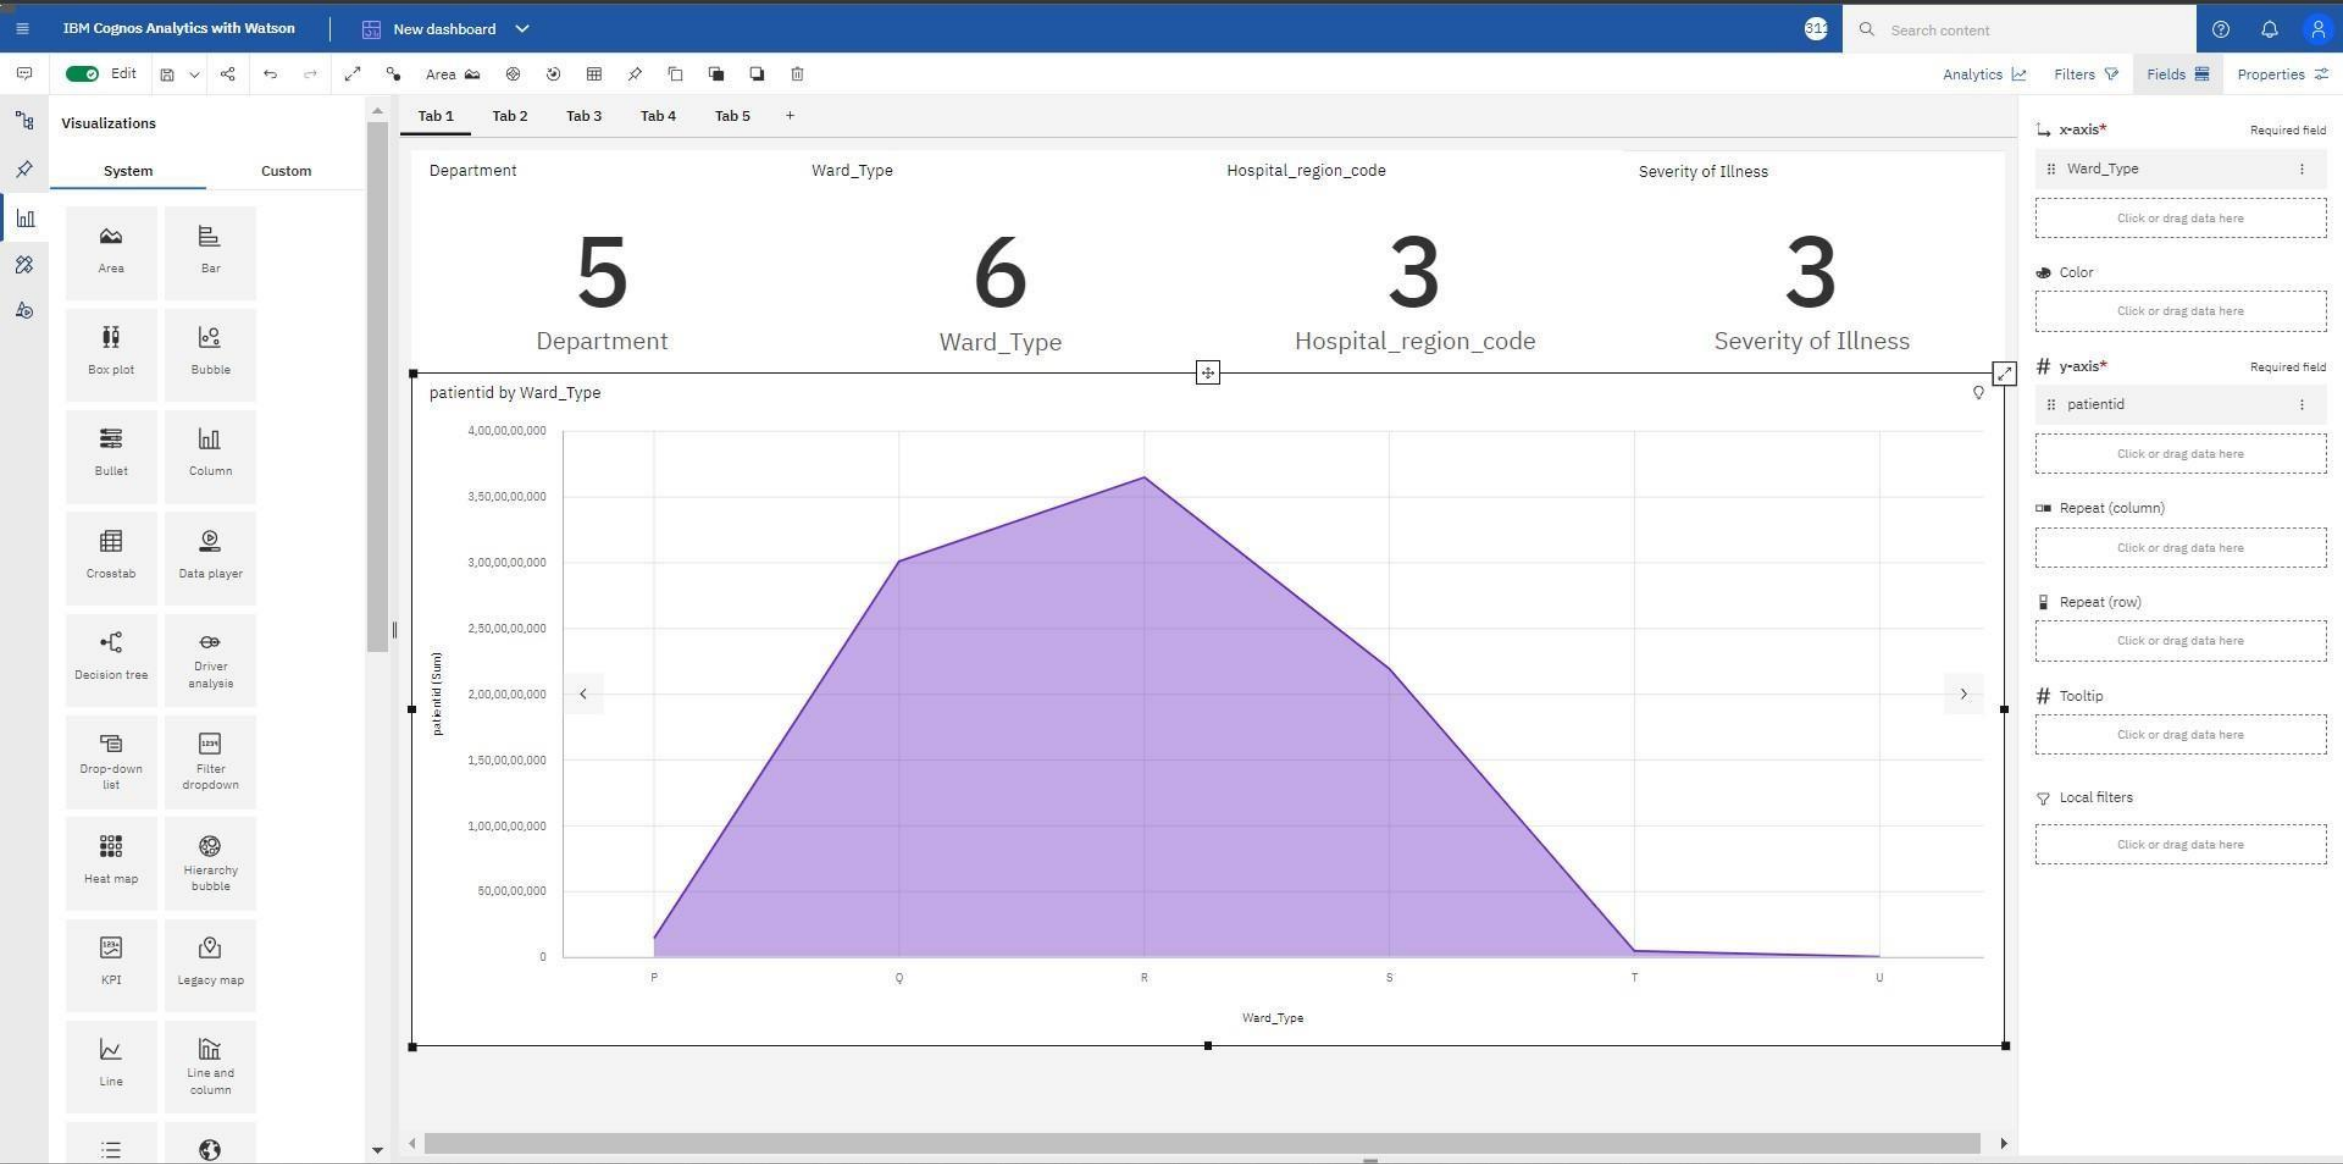 IBM Cognos Analytics with Watson
New dashboard
311
Search content
Edit
Area
Analytics
Filters
Fields
Properties
Visualizations
System
Custom
Area
Bar
Box plot
Bubble
Bullet
Column
Crosstab
Data player
Decision tree
Driver
analysis
Drop-down
list
Filter
dropdown
Heat map
Hierarchy
bubble
KPI
Legacy map
Line
Line and
column
Tab 1
Tab 2
Tab 3
Tab 4
Tab 5
+
Department
5
Department
Ward_Type
6
Ward_Type
Hospital_region_code
3
Hospital_region_code
Severity of Illness
3
Severity of Illness
patientid by Ward_Type
patientid (Sum)
4,00,00,00,000
3,50,00,00,000
3,00,00,00,000
2,50,00,00,000
2,00,00,00,000
1,50,00,00,000
1,00,00,00,000
50,00,00,000
0
P
Q
R
S
T
U
Ward_Type
x-axis*
Required field
Ward_Type
Click or drag data here
Color
Click or drag data here
# y-axis*
Required field
patientid
Click or drag data here
Repeat (column)
Click or drag data here
Repeat (row)
Click or drag data here
# Tooltip
Click or drag data here
Local filters
Click or drag data here